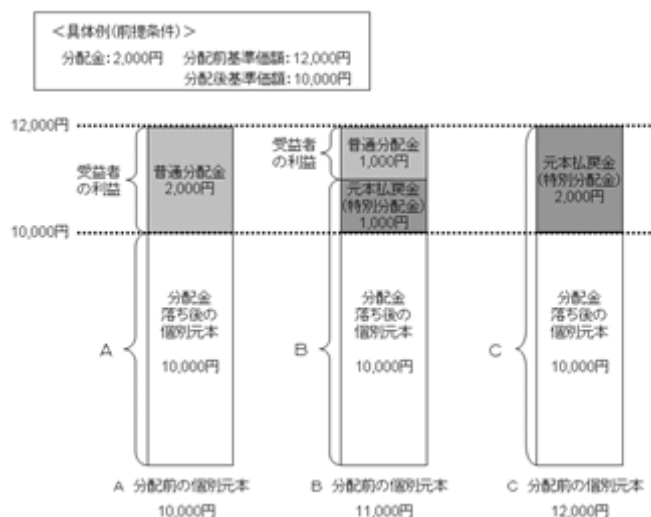 <具体例(前提条件)>
分配金:2,000円 分配前基準価額:12,000円
分配後基準価額:10,000円
12,000円
受益者
の利益
普通分配金
2,000円
受益者
の利益
普通分配金
1,000円
元本払戻金
(特別分配金)
1,000円
元本払戻金
(特別分配金)
2,000円
10,000円
A
分配金
落ち後の
個別元本
10,000円
B
分配金
落ち後の
個別元本
10,000円
C
分配金
落ち後の
個別元本
10,000円
A 分配前の個別元本
10,000円
B 分配前の個別元本
11,000円
C 分配前の個別元本
12,000円